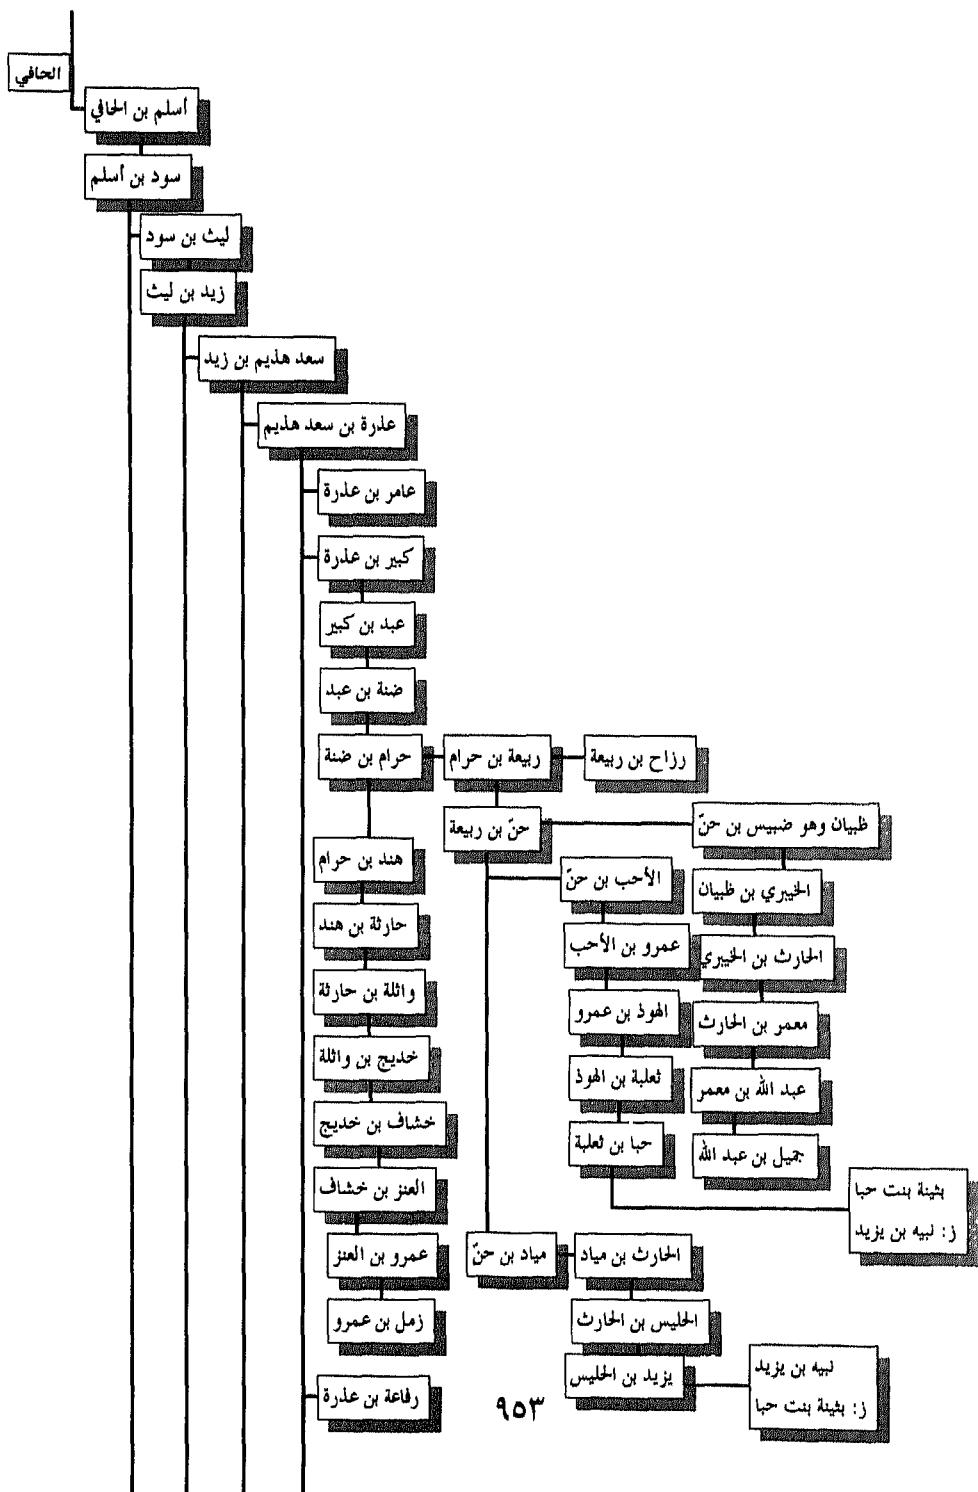 الحافي
أسلم بن الحافي
سود بن أسلم
ليث بن سود
زيد بن ليث
سعد هذيم بن زيد
عذرة بن سعد هذيم
عامر بن عذرة
كبير بن عذرة
عبد بن كبير
ضنة بن عبد
حرام بن ضنة
ربيعة بن حرام
رزاح بن ربيعة
حنّ بن ربيعة
ظبيان وهو ضبيس بن حنّ
الخيبري بن ظبيان
الحارث بن الخيبري
معمر بن الحارث
عبد الله بن معمر
جميل بن عبد الله
الأحب بن حنّ
عمرو بن الأحب
الهوذ بن عمرو
ثعلبة بن الهوذ
حبا بن ثعلبة
بثينة بنت حبا
ز: نبيه بن يزيد
مياد بن حنّ
الحارث بن مياد
الحليس بن الحارث
يزيد بن الحليس
نبيه بن يزيد
ز: بثينة بنت حبا
هند بن حرام
حارثة بن هند
واثلة بن حارثة
خديج بن واثلة
خشاف بن خديج
العنز بن خشاف
عمرو بن العنز
زمل بن عمرو
رفاعة بن عذرة
٩٥٣